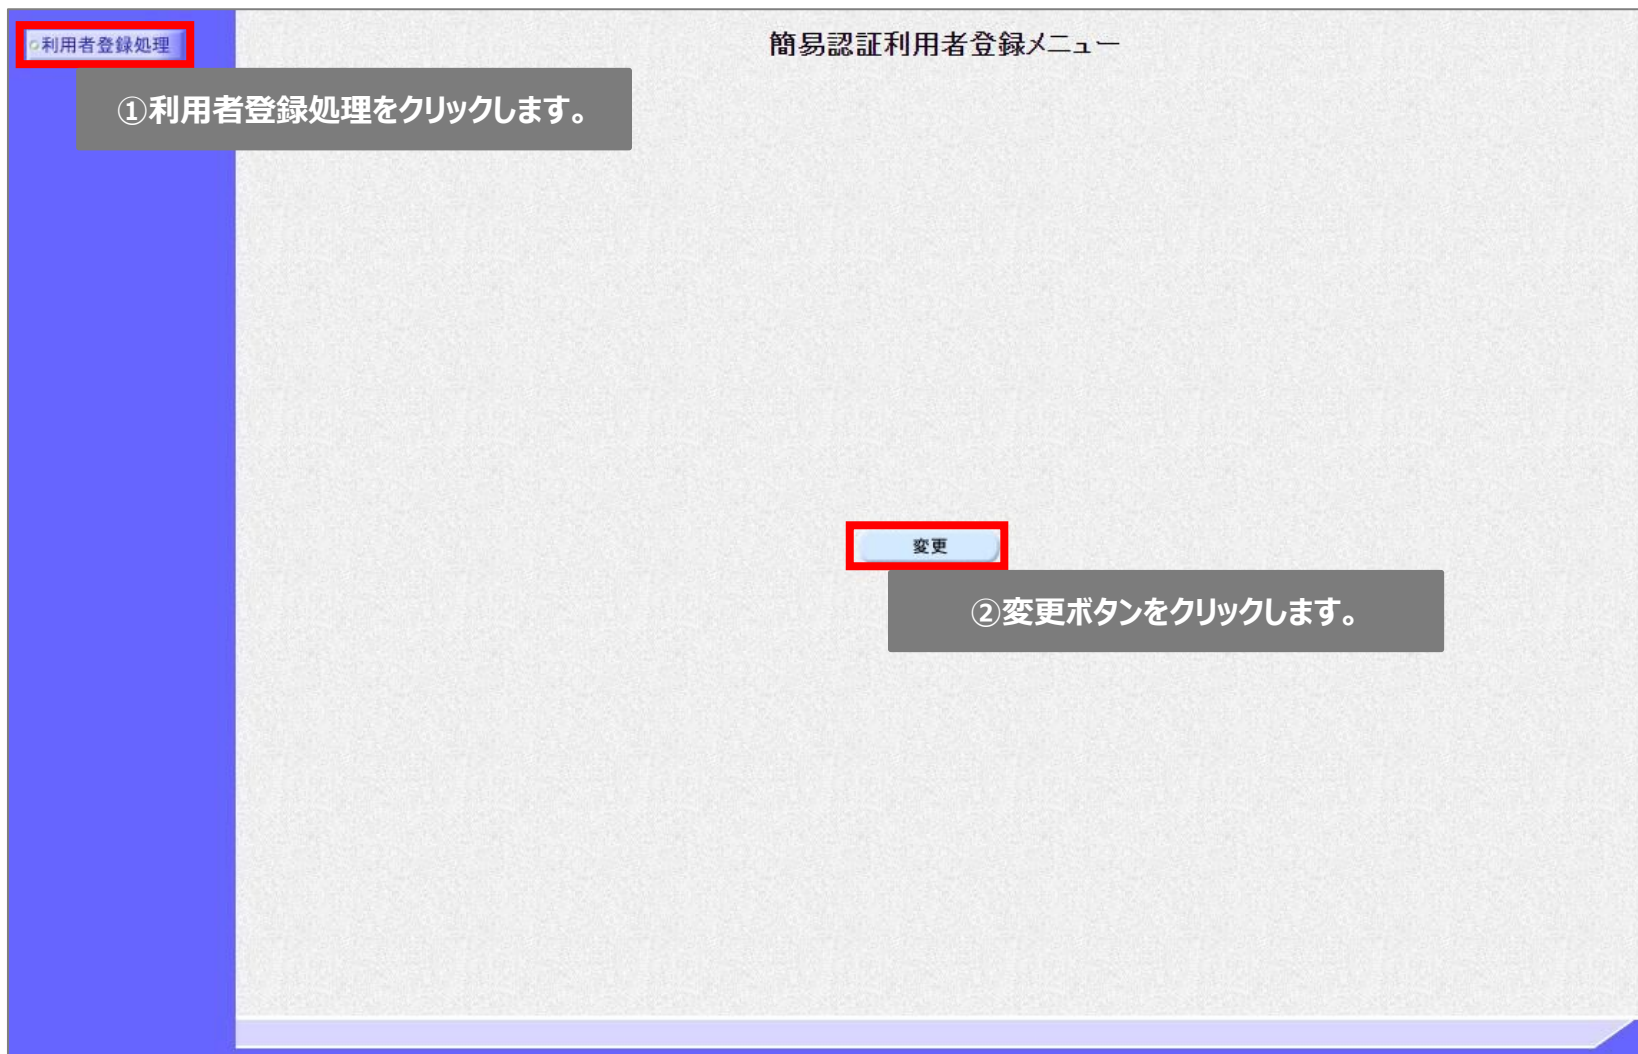 利用者登録処理
簡易認証利用者登録メニュー
①利用者登録処理をクリックします。
変更
②変更ボタンをクリックします。